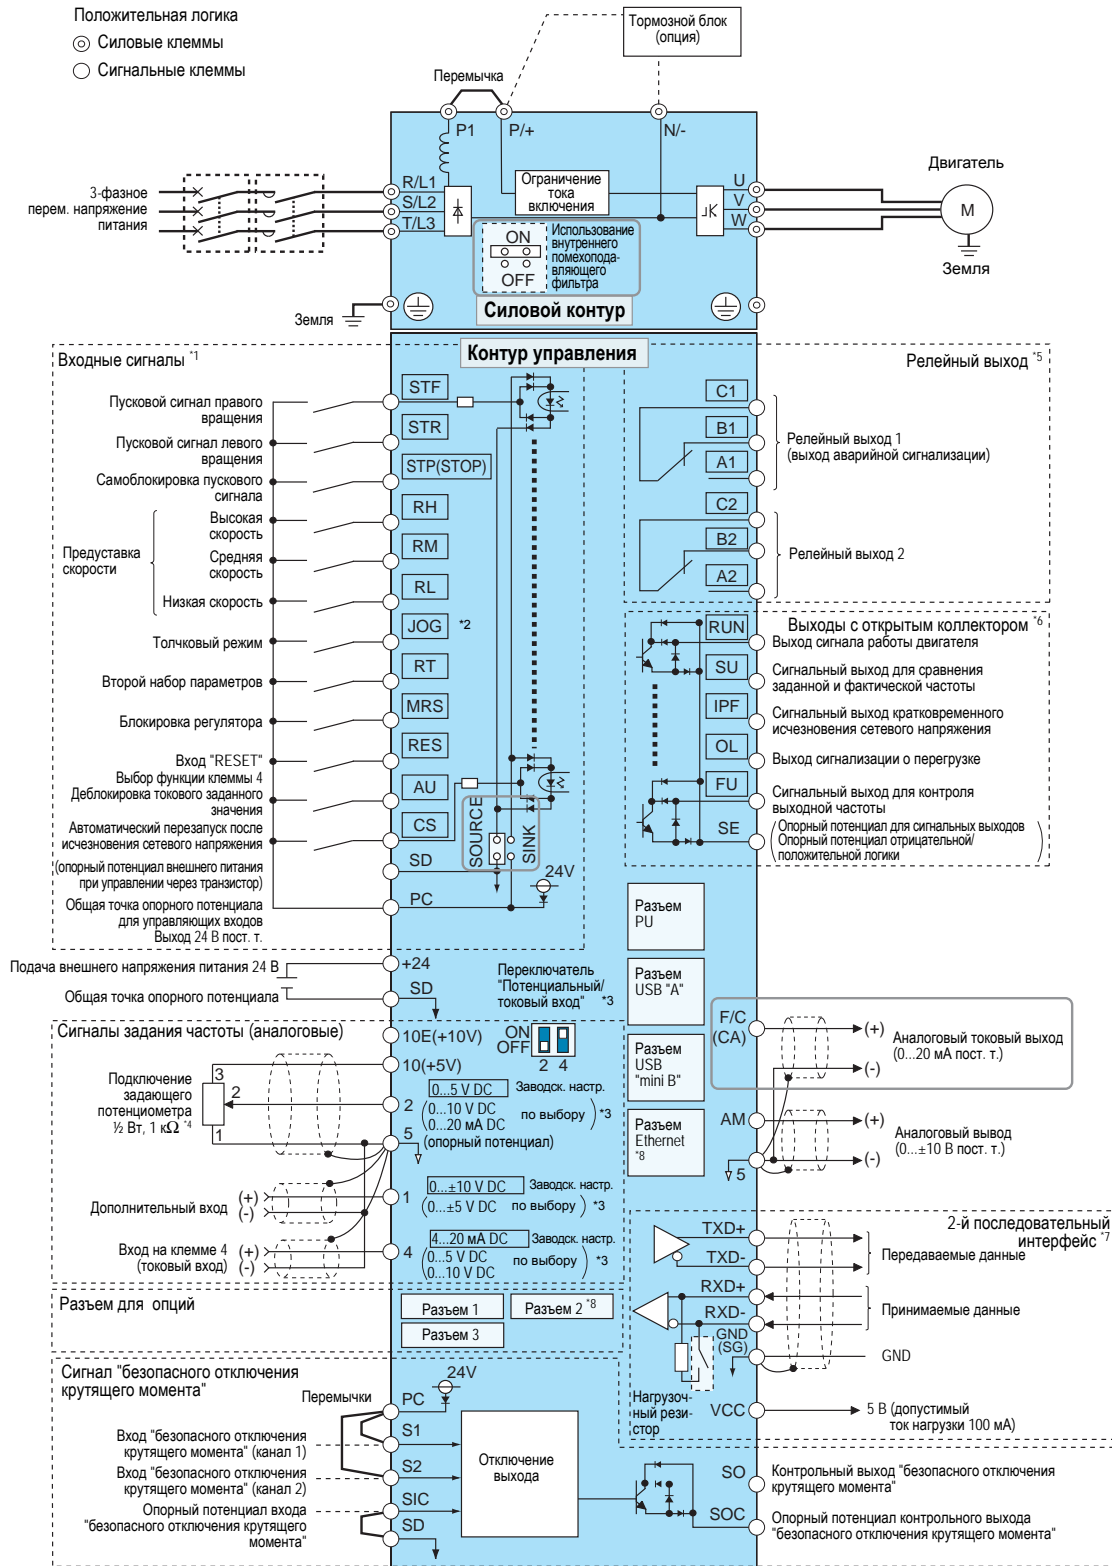 Положительная логика
Силовые клеммы
Сигнальные клеммы
Тормозной блок
(опция)
Перемычка
P1
P/+
N/-
3-фазное
перем. напряжение
питания
R/L1
S/L2
T/L3
Ограничение
тока
включения
U
V
W
Двигатель
M
Земля
ON
OFF
Использование
внутреннего
помехопода-
вляющего
фильтра
Земля
Силовой контур
Контур управления
Входные сигналы *1
Пусковой сигнал правого
вращения
STF
Пусковой сигнал левого
вращения
STR
Самоблокировка пускового
сигнала
STP(STOP)
Предуставка
скорости
Высокая
скорость
RH
Средняя
скорость
RM
Низкая скорость
RL
Толчковый режим
JOG *2
Второй набор параметров
RT
Блокировка регулятора
MRS
Вход "RESET"
RES
Выбор функции клеммы 4
Деблокировка токового заданного
значения
AU
Автоматический перезапуск после
исчезновения сетевого напряжения
CS
(опорный потенциал внешнего питания
при управлении через транзистор)
SD
Общая точка опорного потенциала
для управляющих входов
Выход 24 В пост. т.
PC
SOURCE
SINK
24V
Релейный выход *5
C1
B1
A1
Релейный выход 1
(выход аварийной сигнализации)
C2
B2
A2
Релейный выход 2
Выходы с открытым коллектором *6
RUN
Выход сигнала работы двигателя
SU
Сигнальный выход для сравнения
заданной и фактической частоты
IPF
Сигнальный выход кратковременного
исчезновения сетевого напряжения
OL
Выход сигнализации о перегрузке
FU
Сигнальный выход для контроля
выходной частоты
SE
(Опорный потенциал для сигнальных выходов
Опорный потенциал отрицательной/
положительной логики)
Разъем
PU
Разъем
USB "A"
Разъем
USB
"mini B"
Разъем
Ethernet
*8
Подача внешнего напряжения питания 24 В
+24
Общая точка опорного потенциала
SD
Переключатель
"Потенциальный/
токовый вход" *3
ON
OFF
2 4
Сигналы задания частоты (аналоговые)
10E(+10V)
10(+5V)
Подключение
задающего
потенциометра
½ Вт, 1 кΩ *4
3
2
1
2
0...5 V DC Заводск. настр.
(0...10 V DC
0...20 мА DC по выбору) *3
5
(опорный потенциал)
Дополнительный вход
(+)
(-)
1
0...±10 V DC Заводск. настр.
(0...±5 V DC по выбору) *3
Вход на клемме 4
(токовый вход)
(+)
(-)
4
4...20 мА DC Заводск. настр.
(0...5 V DC
0...10 V DC по выбору) *3
F/C
(CA)
(+)
(-)
Аналоговый токовый выход
(0...20 мА пост. т.)
AM
5
(+)
(-)
Аналоговый вывод
(0...±10 В пост. т.)
2-й последовательный
интерфейс *7
TXD+
TXD-
Передаваемые данные
RXD+
RXD-
Принимаемые данные
GND
(SG)
GND
Нагрузоч-
ный рези-
стор
VCC
5 В (допустимый
ток нагрузки 100 мА)
Разъем для опций
Разъем 1
Разъем 2 *8
Разъем 3
Сигнал "безопасного отключения
крутящего момента"
Перемычки
24V
PC
Вход "безопасного отключения
крутящего момента" (канал 1)
S1
Вход "безопасного отключения
крутящего момента" (канал 2)
S2
Опорный потенциал входа
"безопасного отключения крутящего
момента"
SIC
SD
Отключение
выхода
SO
Контрольный выход "безопасного отключения
крутящего момента"
SOC
Опорный потенциал контрольного выхода
"безопасного отключения крутящего момента"